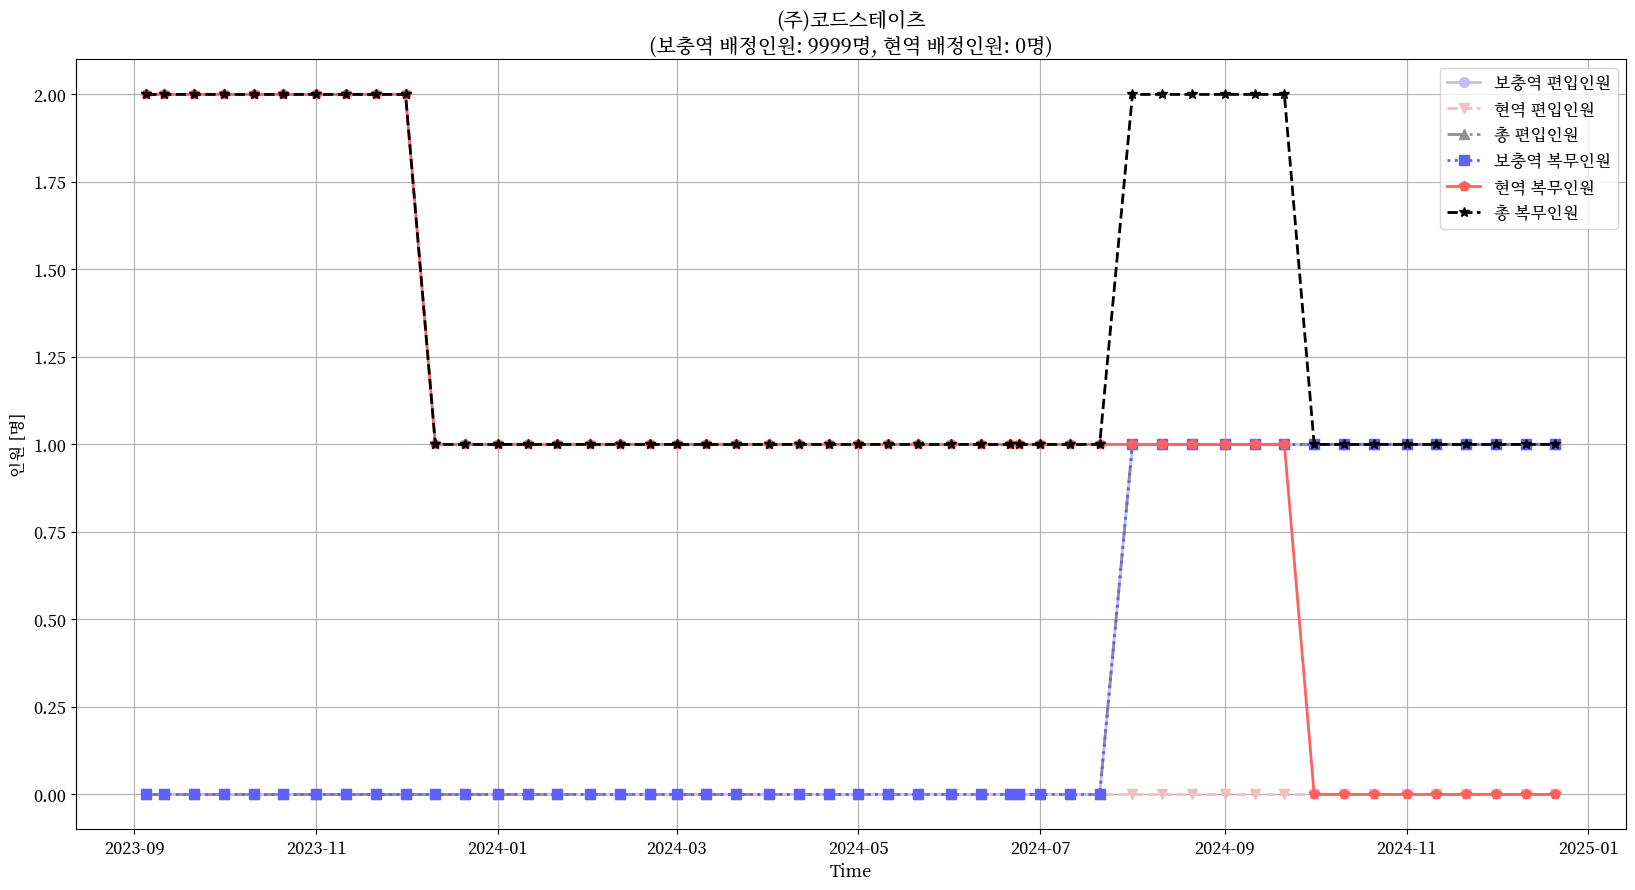 (주)코드스테이츠
(보충역 배정인원: 9999명, 현역 배정인원: 0명)
보충역 편입인원
현역 편입인원
총 편입인원
보충역 복무인원
현역 복무인원
총 복무인원
인원 [명]
2.00
1.75
1.50
1.25
1.00
0.75
0.50
0.25
0.00
2023-09
2023-11
2024-01
2024-03
2024-05
2024-07
2024-09
2024-11
2025-01
Time